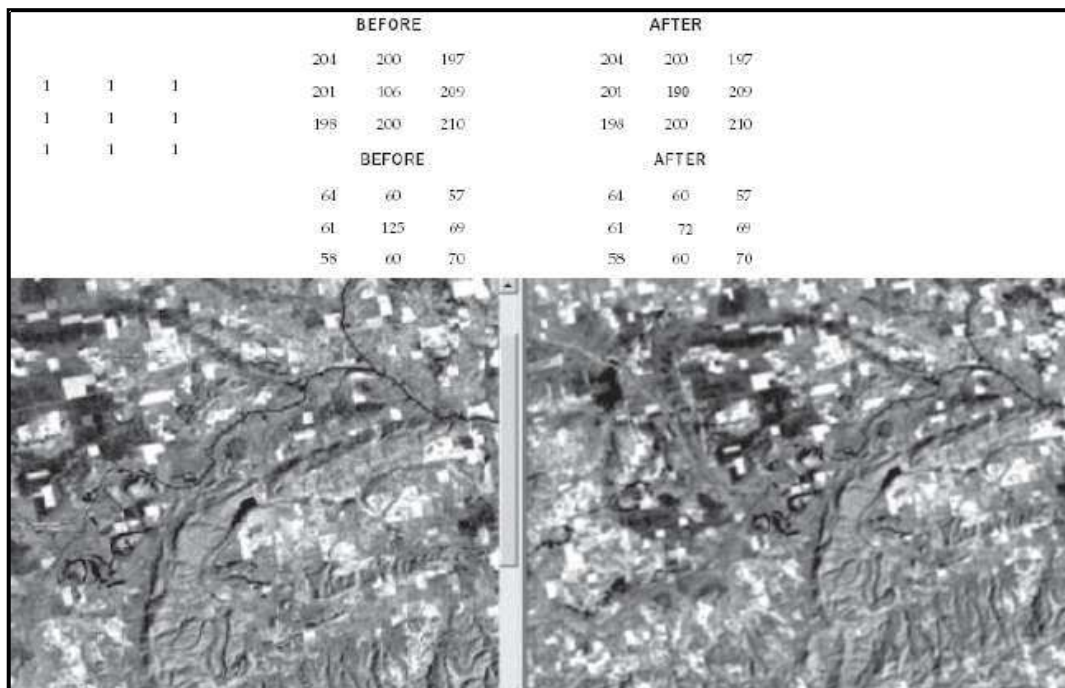 BEFORE AFTER
204 200 197 204 200 197
1 1 1
201 106 209 201 190 209
1 1 1
198 200 210 198 200 210
1 1 1
BEFORE AFTER
64 60 57 64 60 57
61 125 69 61 72 69
58 60 70 58 60 70